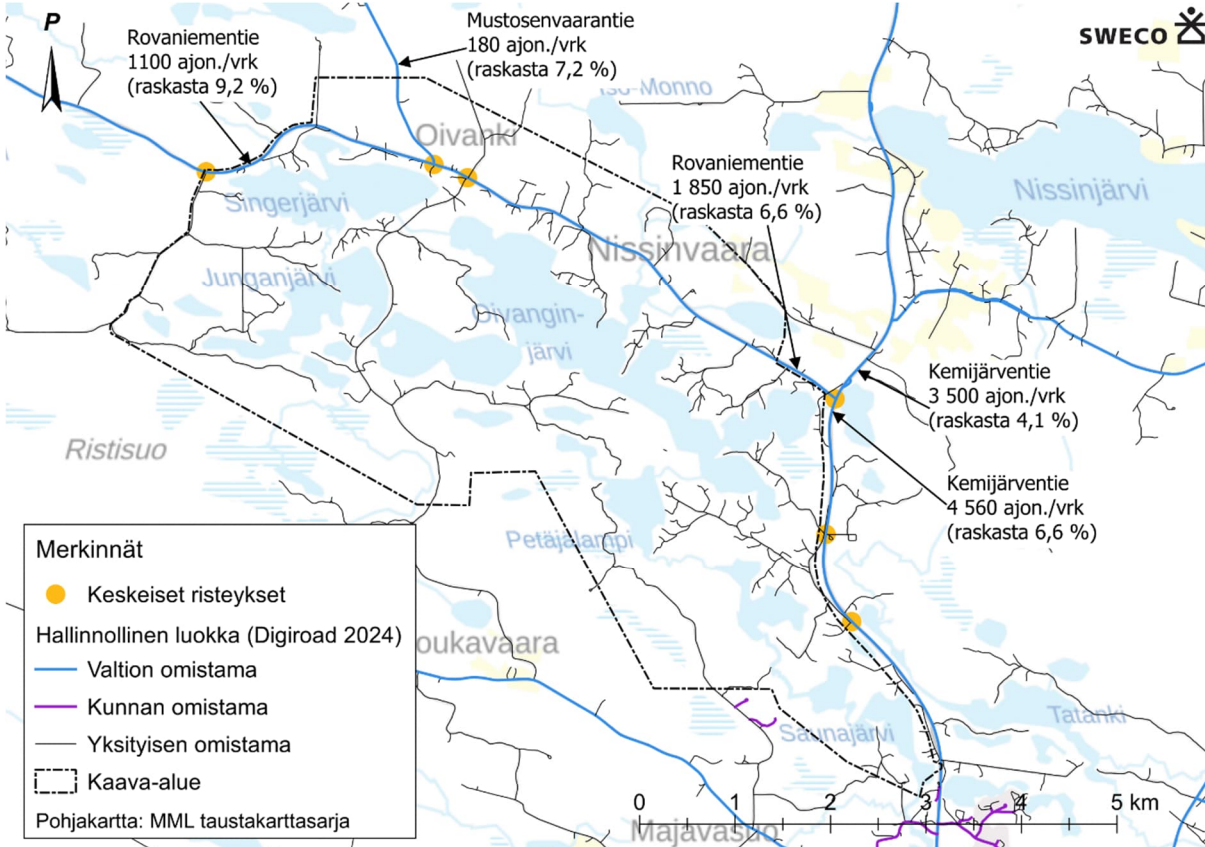 P
Rovaniementie
1100 ajon./vrk
(raskasta 9,2 %)
Mustosenvaarantie
180 ajon./vrk
(raskasta 7,2 %)
SWECO
Iso-Monno
Oivanki
Rovaniementie
1 850 ajon./vrk
(raskasta 6,6 %)
Nissinjärvi
Singerjärvi
Nissinvaara
Junganjärvi
Oivangin-
järvi
Kemijärventie
3 500 ajon./vrk
(raskasta 4,1 %)
Ristisuo
Kemijärventie
4 560 ajon./vrk
(raskasta 6,6 %)
Petäjälampi
Merkinnät
Keskeiset risteykset
Hallinnollinen luokka (Digiroad 2024)
Valtion omistama
Kunnan omistama
Yksityisen omistama
Kaava-alue
Pohjakartta: MML taustakarttasarja
oukavaara
Saunajärvi
Tatanki
0 1 2 3 4 5 km
Majavasuo